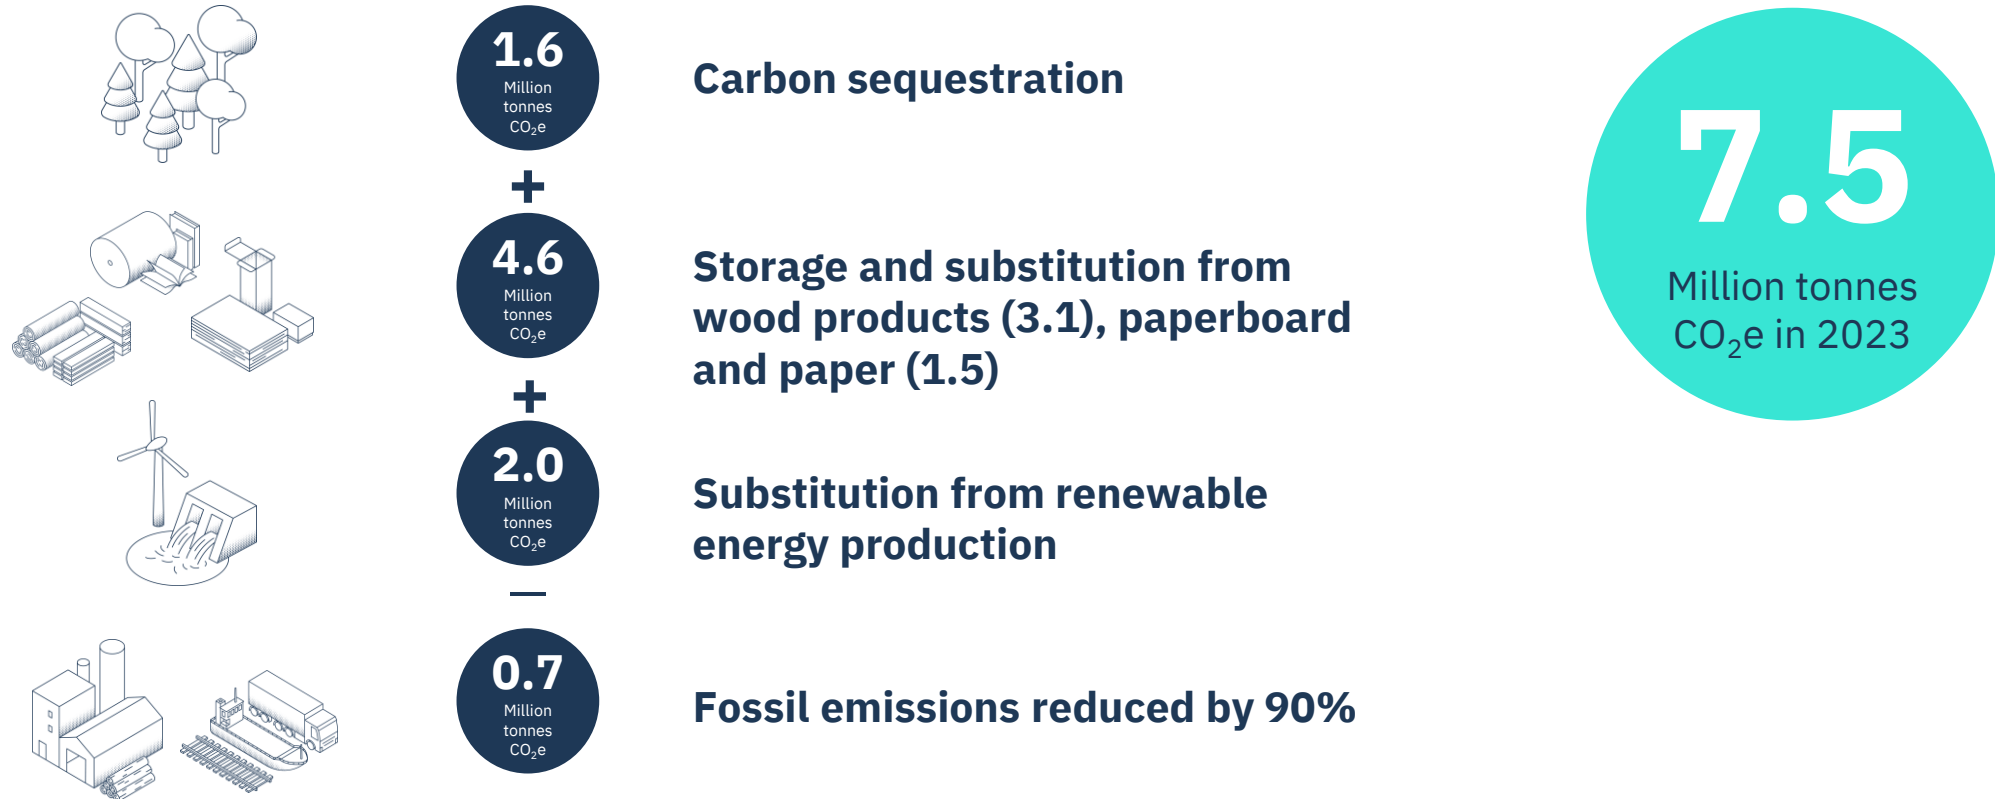 1.6
Million
tonnes
CO₂e
Carbon sequestration
+
4.6
Million
tonnes
CO₂e
Storage and substitution from
wood products (3.1), paperboard
and paper (1.5)
+
2.0
Million
tonnes
CO₂e
Substitution from renewable
energy production
—
0.7
Million
tonnes
CO₂e
Fossil emissions reduced by 90%
7.5
Million tonnes
CO₂e in 2023